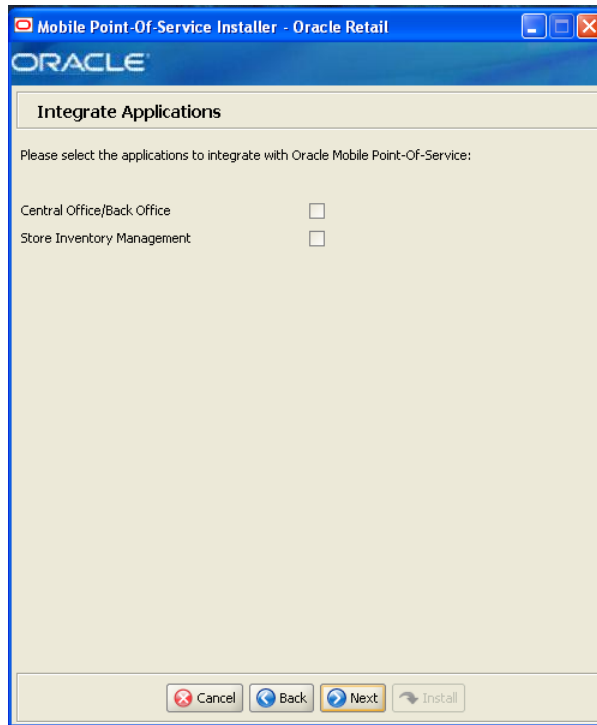 Mobile Point-Of-Service Installer - Oracle Retail
ORACLE
Integrate Applications
Please select the applications to integrate with Oracle Mobile Point-Of-Service:
Central Office/Back Office
Store Inventory Management
Cancel Back Next Install